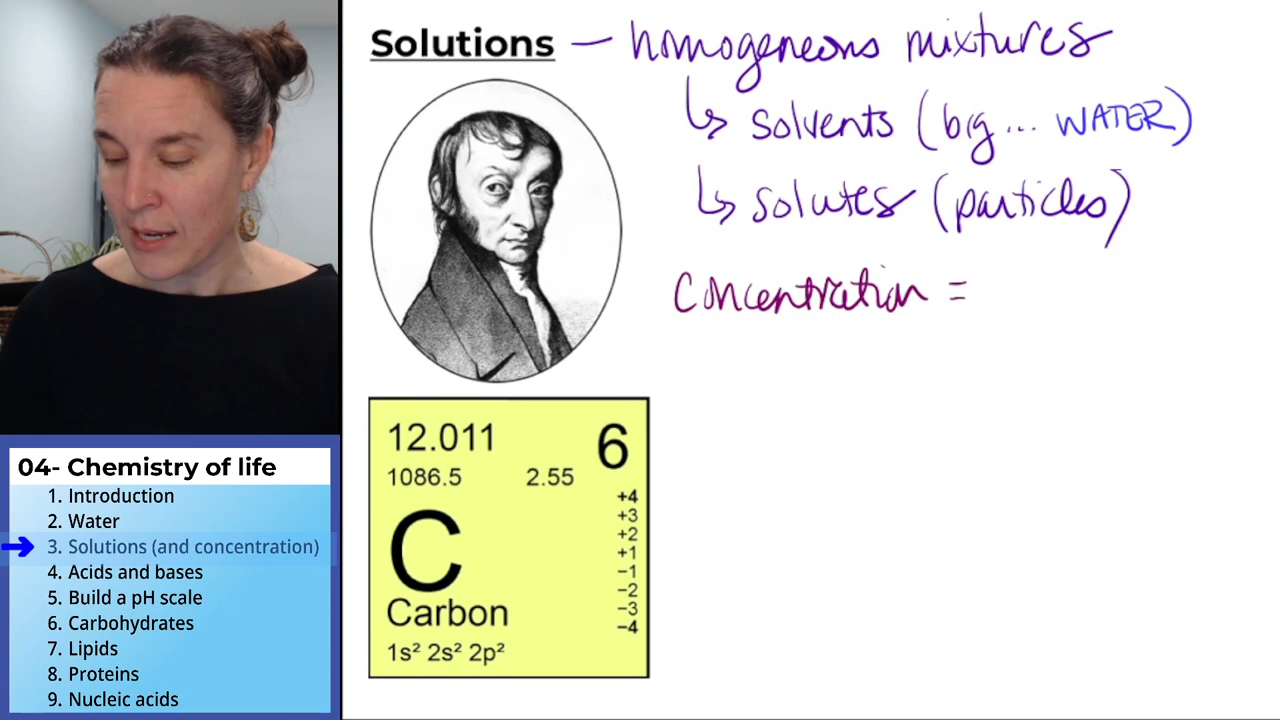 Solutions – homogeneous mixtures
↳ solvents (big... WATER)
↳ solutes (particles)
Concentration =
12.011 6
1086.5 2.55
+4
+3
+2
+1
−1
−2
−3
−4
C
Carbon
1s² 2s² 2p²
04- Chemistry of life
1. Introduction
2. Water
3. Solutions (and concentration)
4. Acids and bases
5. Build a pH scale
6. Carbohydrates
7. Lipids
8. Proteins
9. Nucleic acids